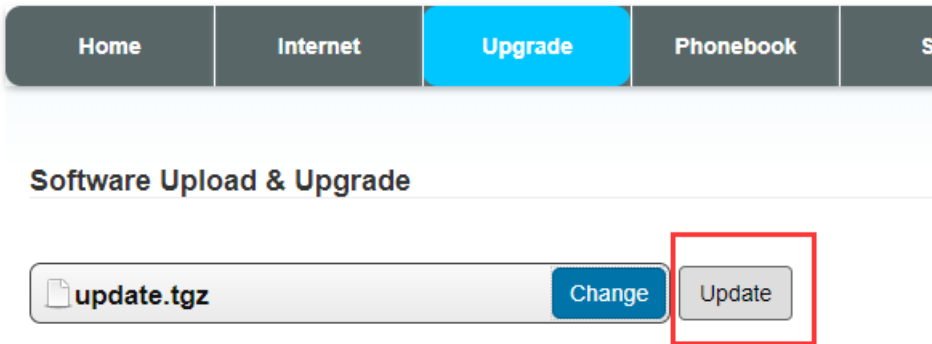 Home Internet Upgrade Phonebook
Software Upload & Upgrade
update.tgz Change Update